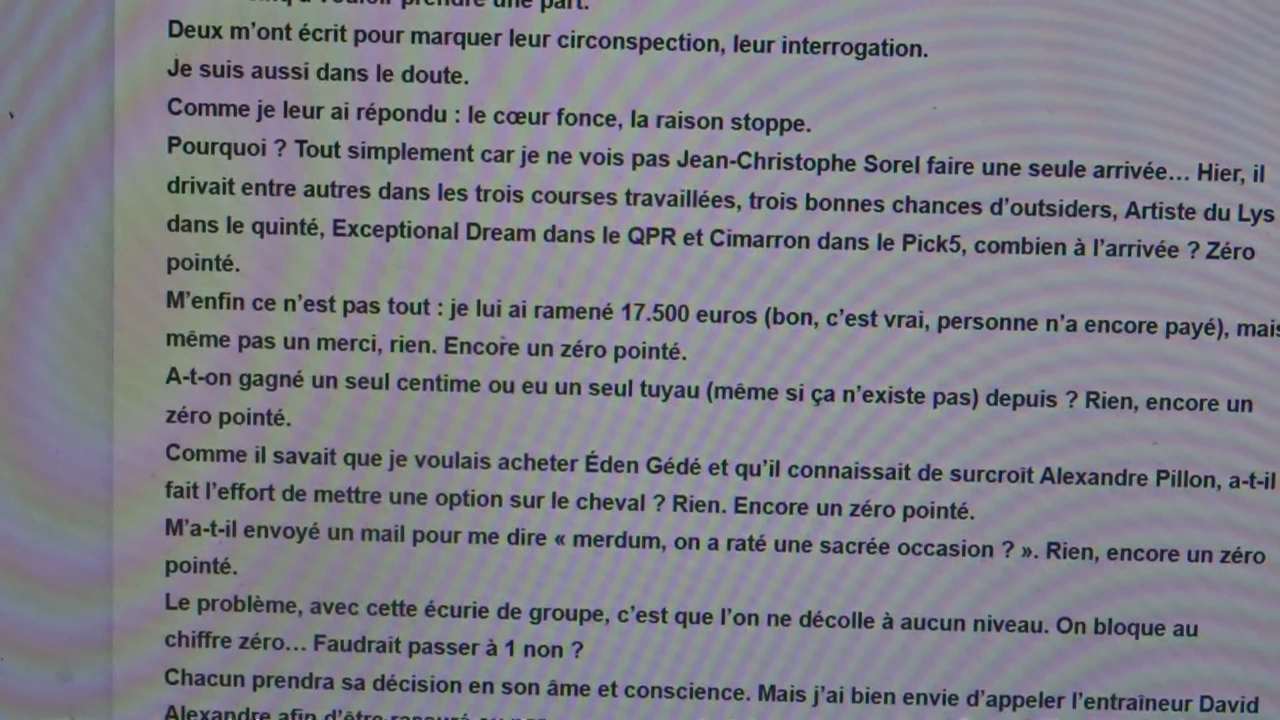 prendre une part.
Deux m’ont écrit pour marquer leur circonspection, leur interrogation.
Je suis aussi dans le doute.
Comme je leur ai répondu : le cœur fonce, la raison stoppe.
Pourquoi ? Tout simplement car je ne vois pas Jean-Christophe Sorel faire une seule arrivée… Hier, il
drivait entre autres dans les trois courses travaillées, trois bonnes chances d’outsiders, Artiste du Lys
dans le quinté, Exceptional Dream dans le QPR et Cimarron dans le Pick5, combien à l’arrivée ? Zéro
pointé.
M’enfin ce n’est pas tout : je lui ai ramené 17.500 euros (bon, c’est vrai, personne n’a encore payé), mais
même pas un merci, rien. Encore un zéro pointé.
A-t-on gagné un seul centime ou eu un seul tuyau (même si ça n’existe pas) depuis ? Rien, encore un
zéro pointé.
Comme il savait que je voulais acheter Éden Gédé et qu’il connaissait de surcroît Alexandre Pillon, a-t-il
fait l’effort de mettre une option sur le cheval ? Rien. Encore un zéro pointé.
M’a-t-il envoyé un mail pour me dire « merdum, on a raté une sacrée occasion ? ». Rien, encore un zéro
pointé.
Le problème, avec cette écurie de groupe, c’est que l’on ne décolle à aucun niveau. On bloque au
chiffre zéro… Faudrait passer à 1 non ?
Chacun prendra sa décision en son âme et conscience. Mais j’ai bien envie d’appeler l’entraîneur David
Alexandre afin d’être